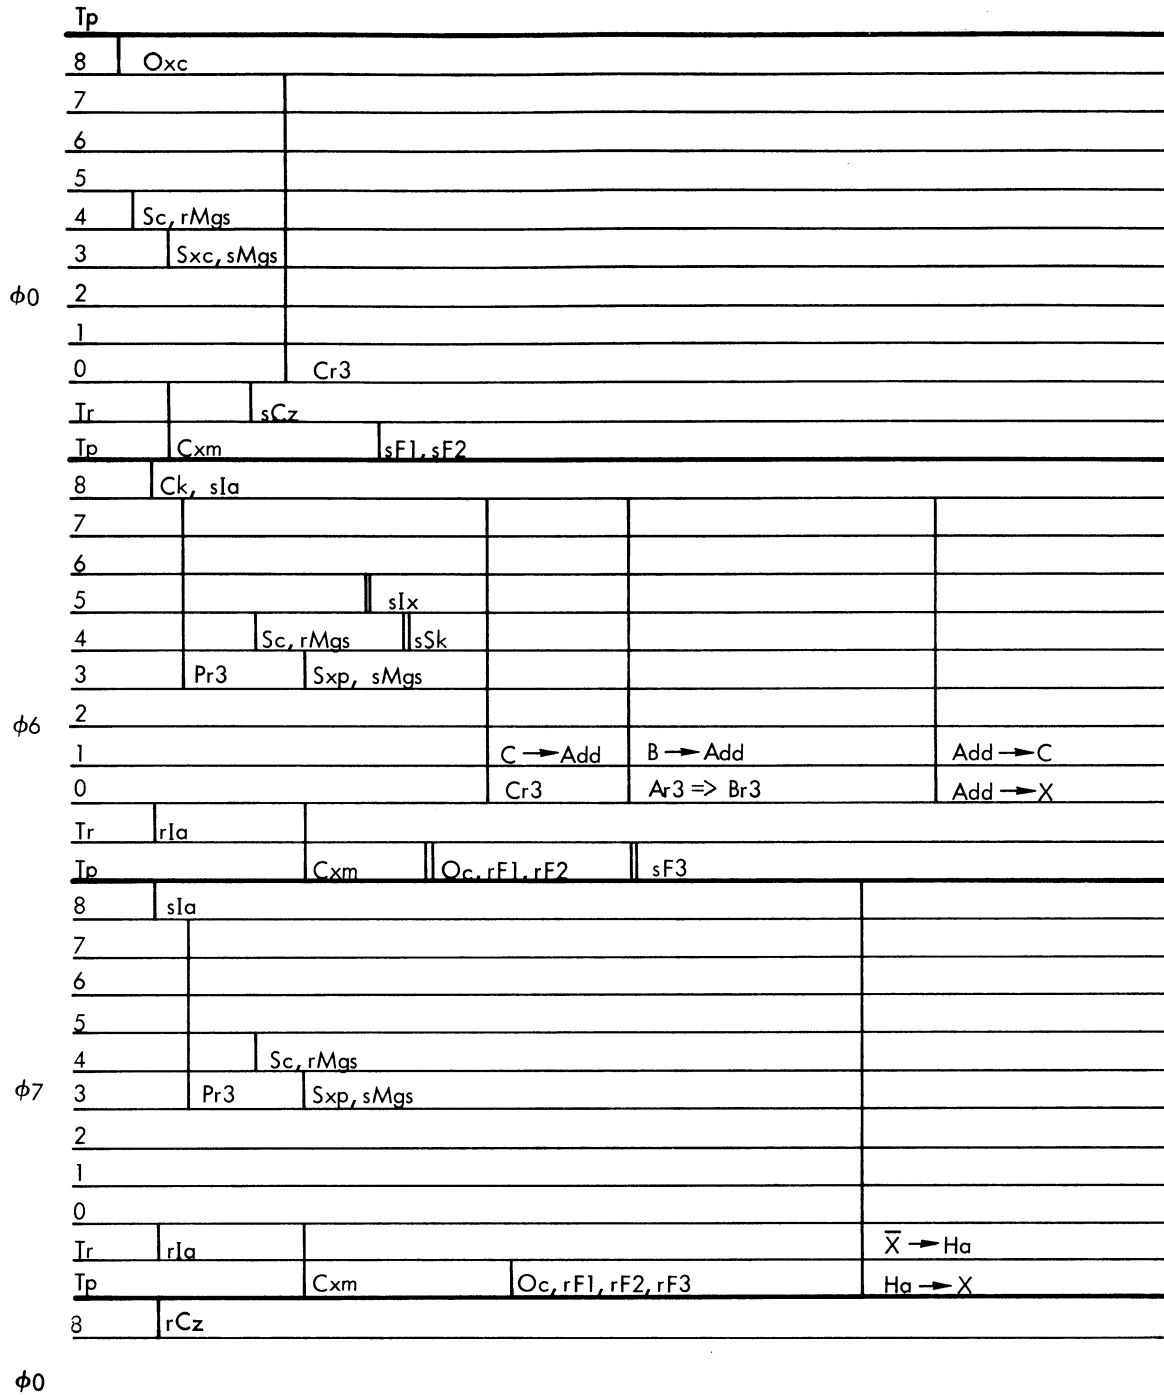 Tp
8 Oxc
7
6
5
4 Sc, rMgs
3 Sxc, sMgs
ϕ0 2
1
0 Cr3
Tr sCz
Tp Cxm sF1, sF2
8 Ck, sIa
7
6
5 sIx
4 Sc, rMgs sSk
3 Pr3 Sxp, sMgs
ϕ6 2
1 C → Add B → Add Add → C
0 Cr3 Ar3 => Br3 Add → X
Tr rIa
Tp Cxm Oc, rF1, rF2 sF3
8 sIa
7
6
5
4 Sc, rMgs
ϕ7 3 Pr3 Sxp, sMgs
2
1
0
Tr rIa X̅ → Ha
Tp Cxm Oc, rF1, rF2, rF3 Ha → X
8 rCz
ϕ0